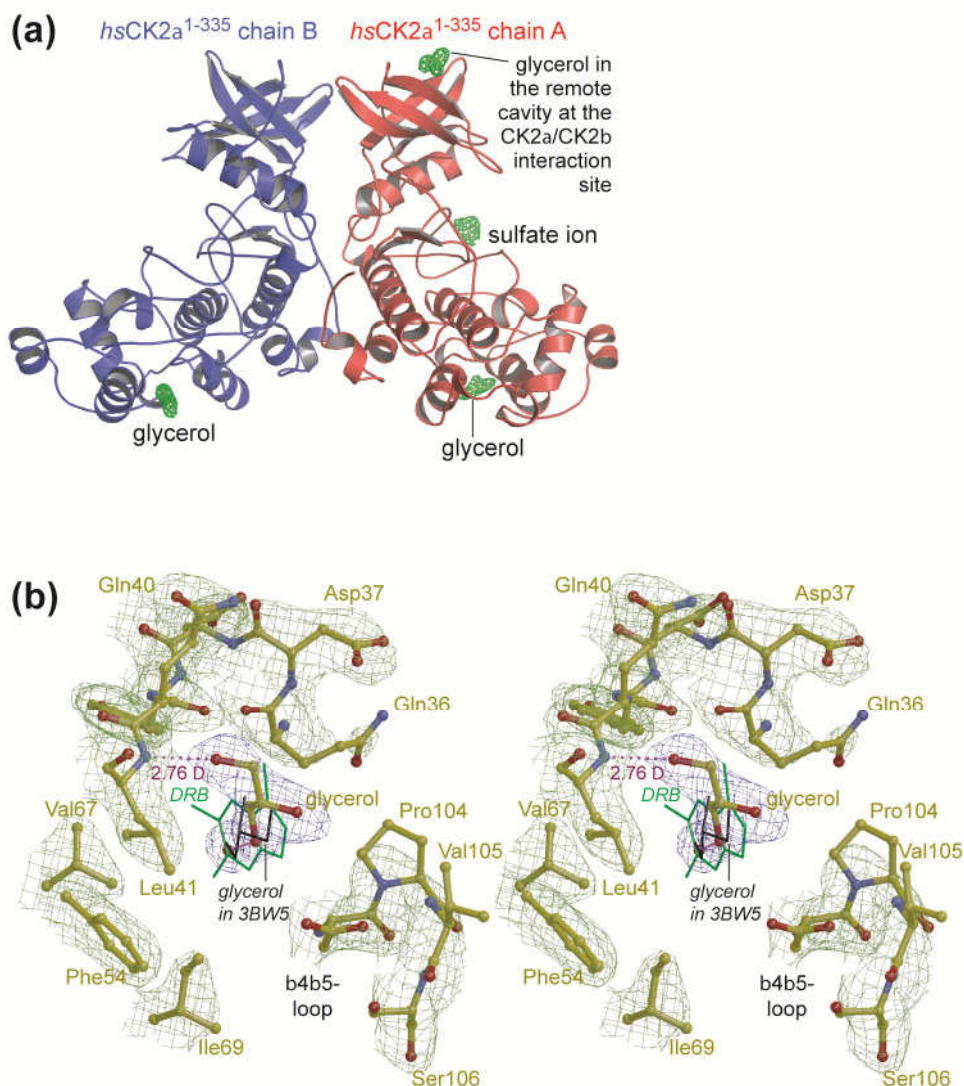 (a)
hsCK2a1-335 chain B
hsCK2a1-335 chain A
glycerol in
the remote
cavity at the
CK2a/CK2b
interaction
site
sulfate ion
glycerol
glycerol
(b)
Gln40
Asp37
Gln36
2.76 D
DRB
glycerol
Val67
Pro104
Val105
Leu41
glycerol
in 3BW5
Phe54
b4b5-
loop
Ile69
Ser106
Gln40
Asp37
Gln36
2.76 D
DRB
glycerol
Val67
Pro104
Val105
Leu41
glycerol
in 3BW5
Phe54
b4b5-
loop
Ile69
Ser106